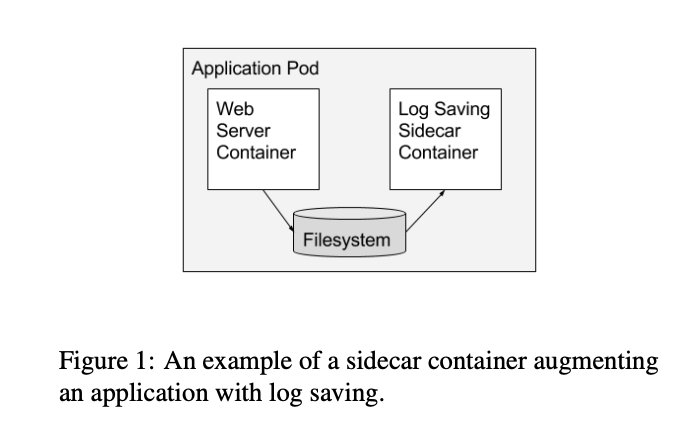 Application Pod
Web
Server
Container
Log Saving
Sidecar
Container
Filesystem
Figure 1: An example of a sidecar container augmenting
an application with log saving.